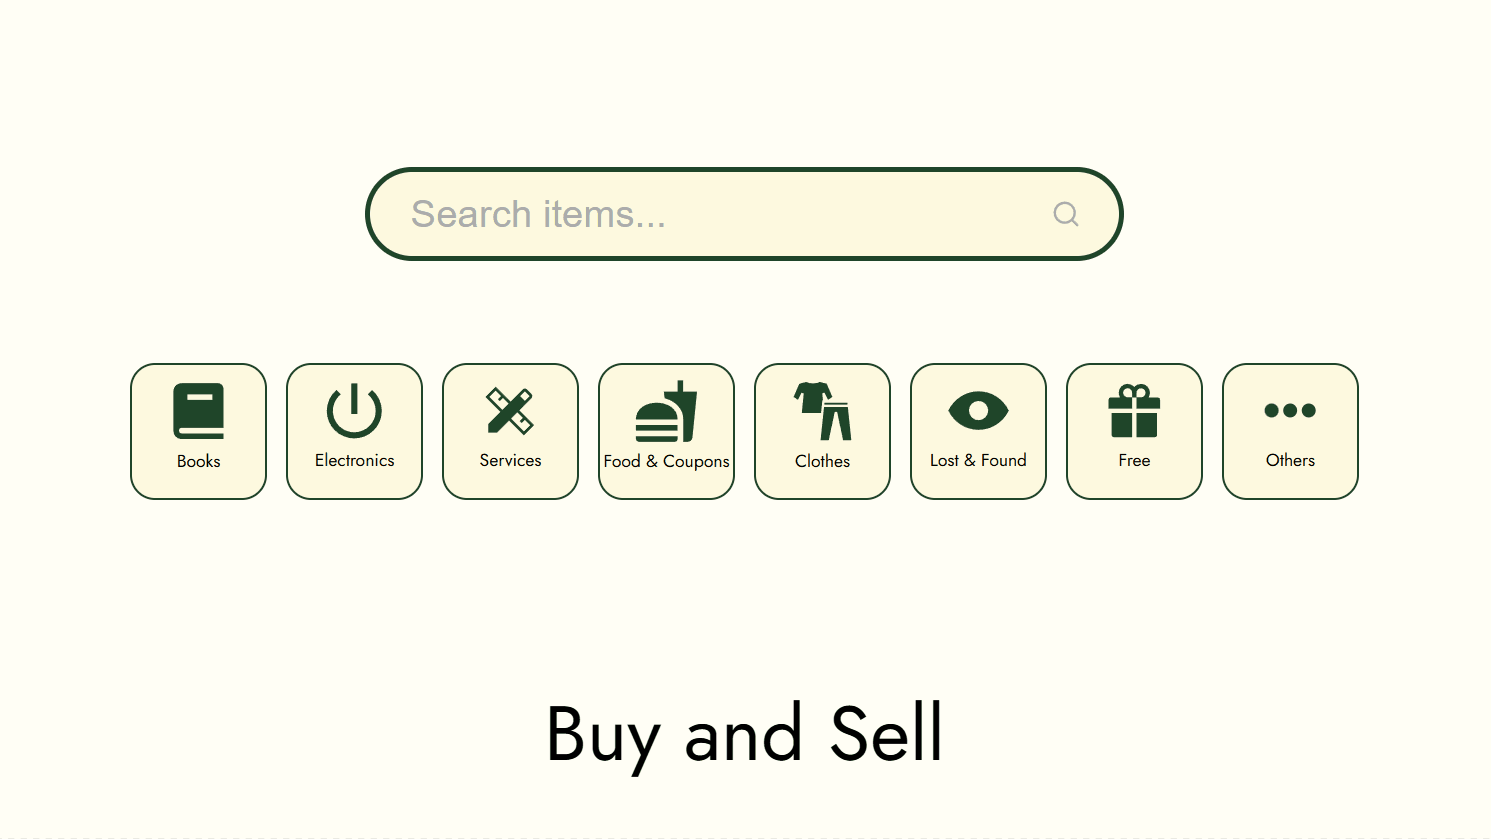 Search items...
Books
Electronics
Services
Food & Coupons
Clothes
Lost & Found
Free
Others
Buy and Sell